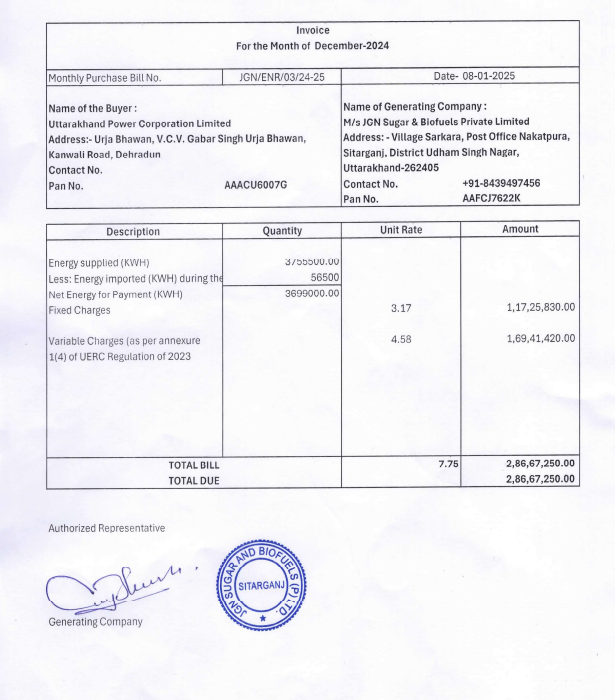 Invoice
For the Month of December-2024
Monthly Purchase Bill No. JGN/ENR/03/24-25 Date- 08-01-2025
Name of the Buyer :
Uttarakhand Power Corporation Limited
Address:- Urja Bhawan, V.C.V. Gabar Singh Urja Bhawan,
Kanwali Road, Dehradun
Contact No.
Pan No. AAACU6007G
Name of Generating Company :
M/s JGN Sugar & Biofuels Private Limited
Address: - Village Sarkara, Post Office Nakatpura,
Sitarganj, District Udham Singh Nagar,
Uttarakhand-262405
Contact No. +91-8439497456
Pan No. AAFCJ7622K
Description Quantity Unit Rate Amount
Energy supplied (KWH) 3755500.00
Less: Energy imported (KWH) during the 56500
Net Energy for Payment (KWH) 3699000.00
Fixed Charges 3.17 1,17,25,830.00
Variable Charges (as per annexure 4.58 1,69,41,420.00
1(4) of UERC Regulation of 2023
TOTAL BILL 7.75 2,86,67,250.00
TOTAL DUE 2,86,67,250.00
Authorized Representative
JGN SUGAR AND BIOFUELS (P) LTD.
SITARGANJ
Generating Company